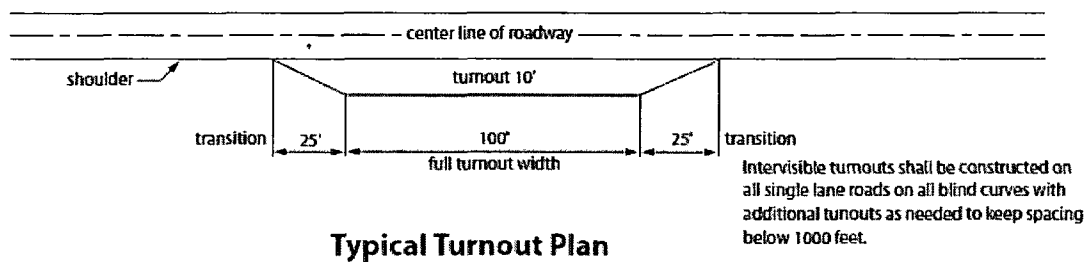 center line of roadway
shoulder
turnout 10'
transition
25'
100'
25'
transition
full turnout width
Intervisible turnouts shall be constructed on
all single lane roads on all blind curves with
additional tunouts as needed to keep spacing
below 1000 feet.
Typical Turnout Plan